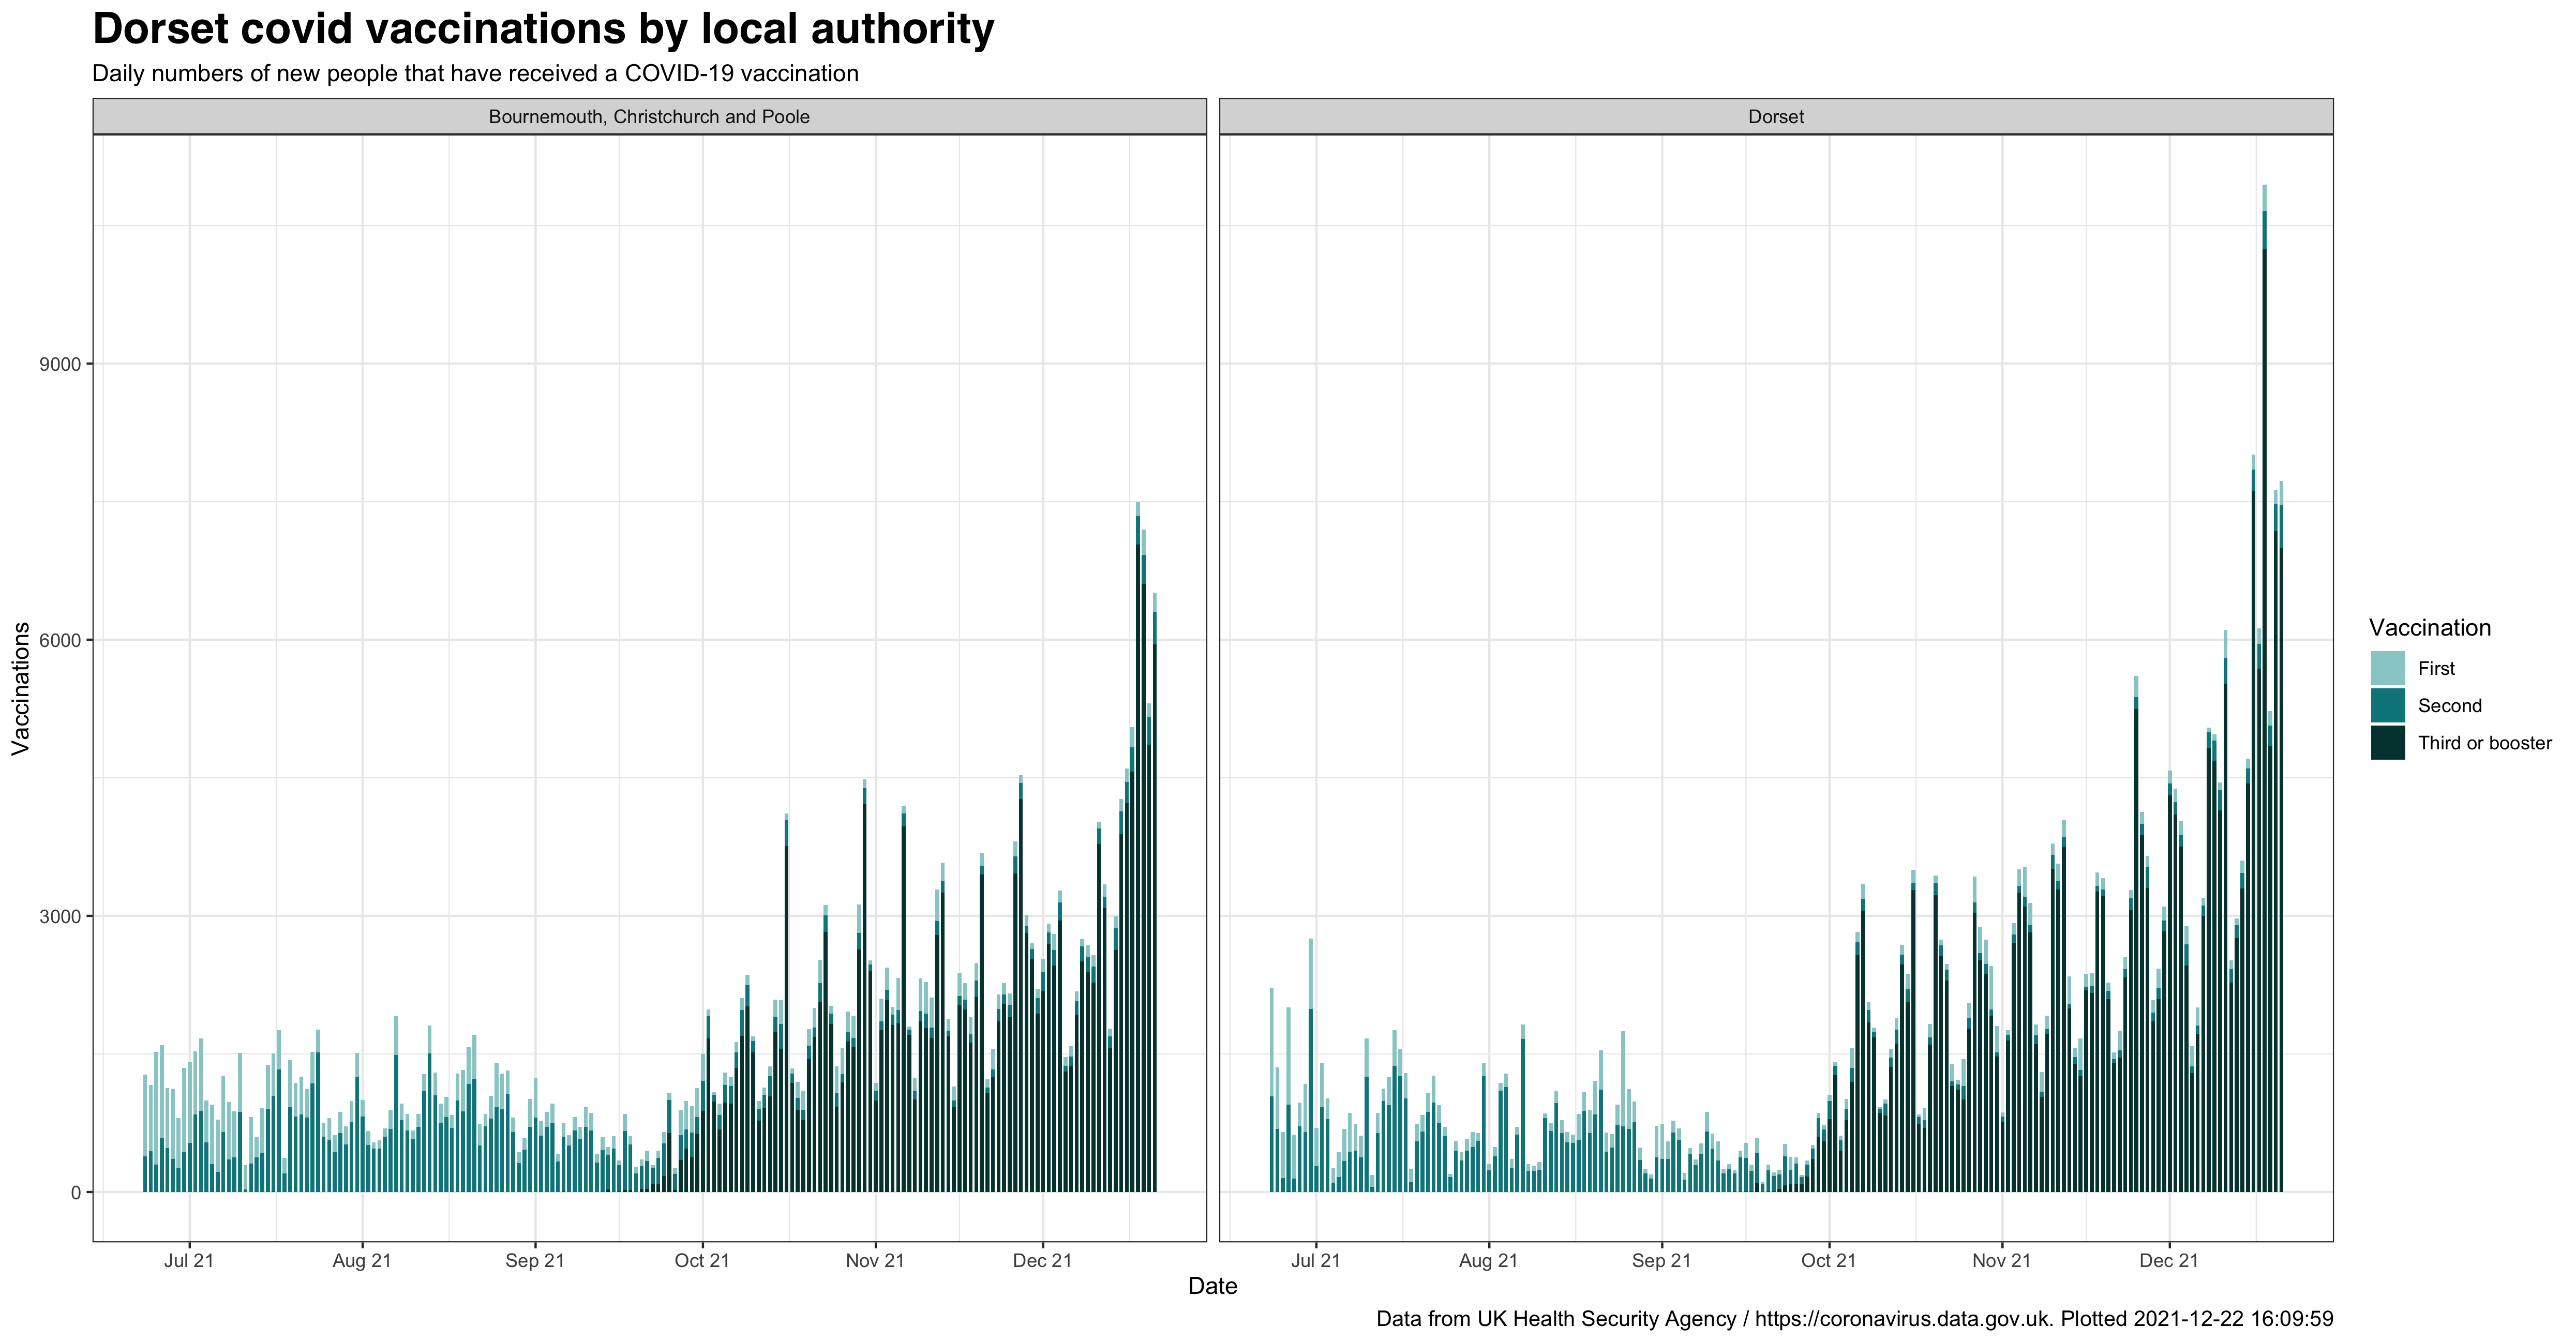 Dorset covid vaccinations by local authority
Daily numbers of new people that have received a COVID-19 vaccination
Bournemouth, Christchurch and Poole
Dorset
Vaccinations
9000
6000
3000
0
Jul 21
Aug 21
Sep 21
Oct 21
Nov 21
Dec 21
Jul 21
Aug 21
Sep 21
Oct 21
Nov 21
Dec 21
Date
Vaccination
First
Second
Third or booster
Data from UK Health Security Agency / https://coronavirus.data.gov.uk. Plotted 2021-12-22 16:09:59